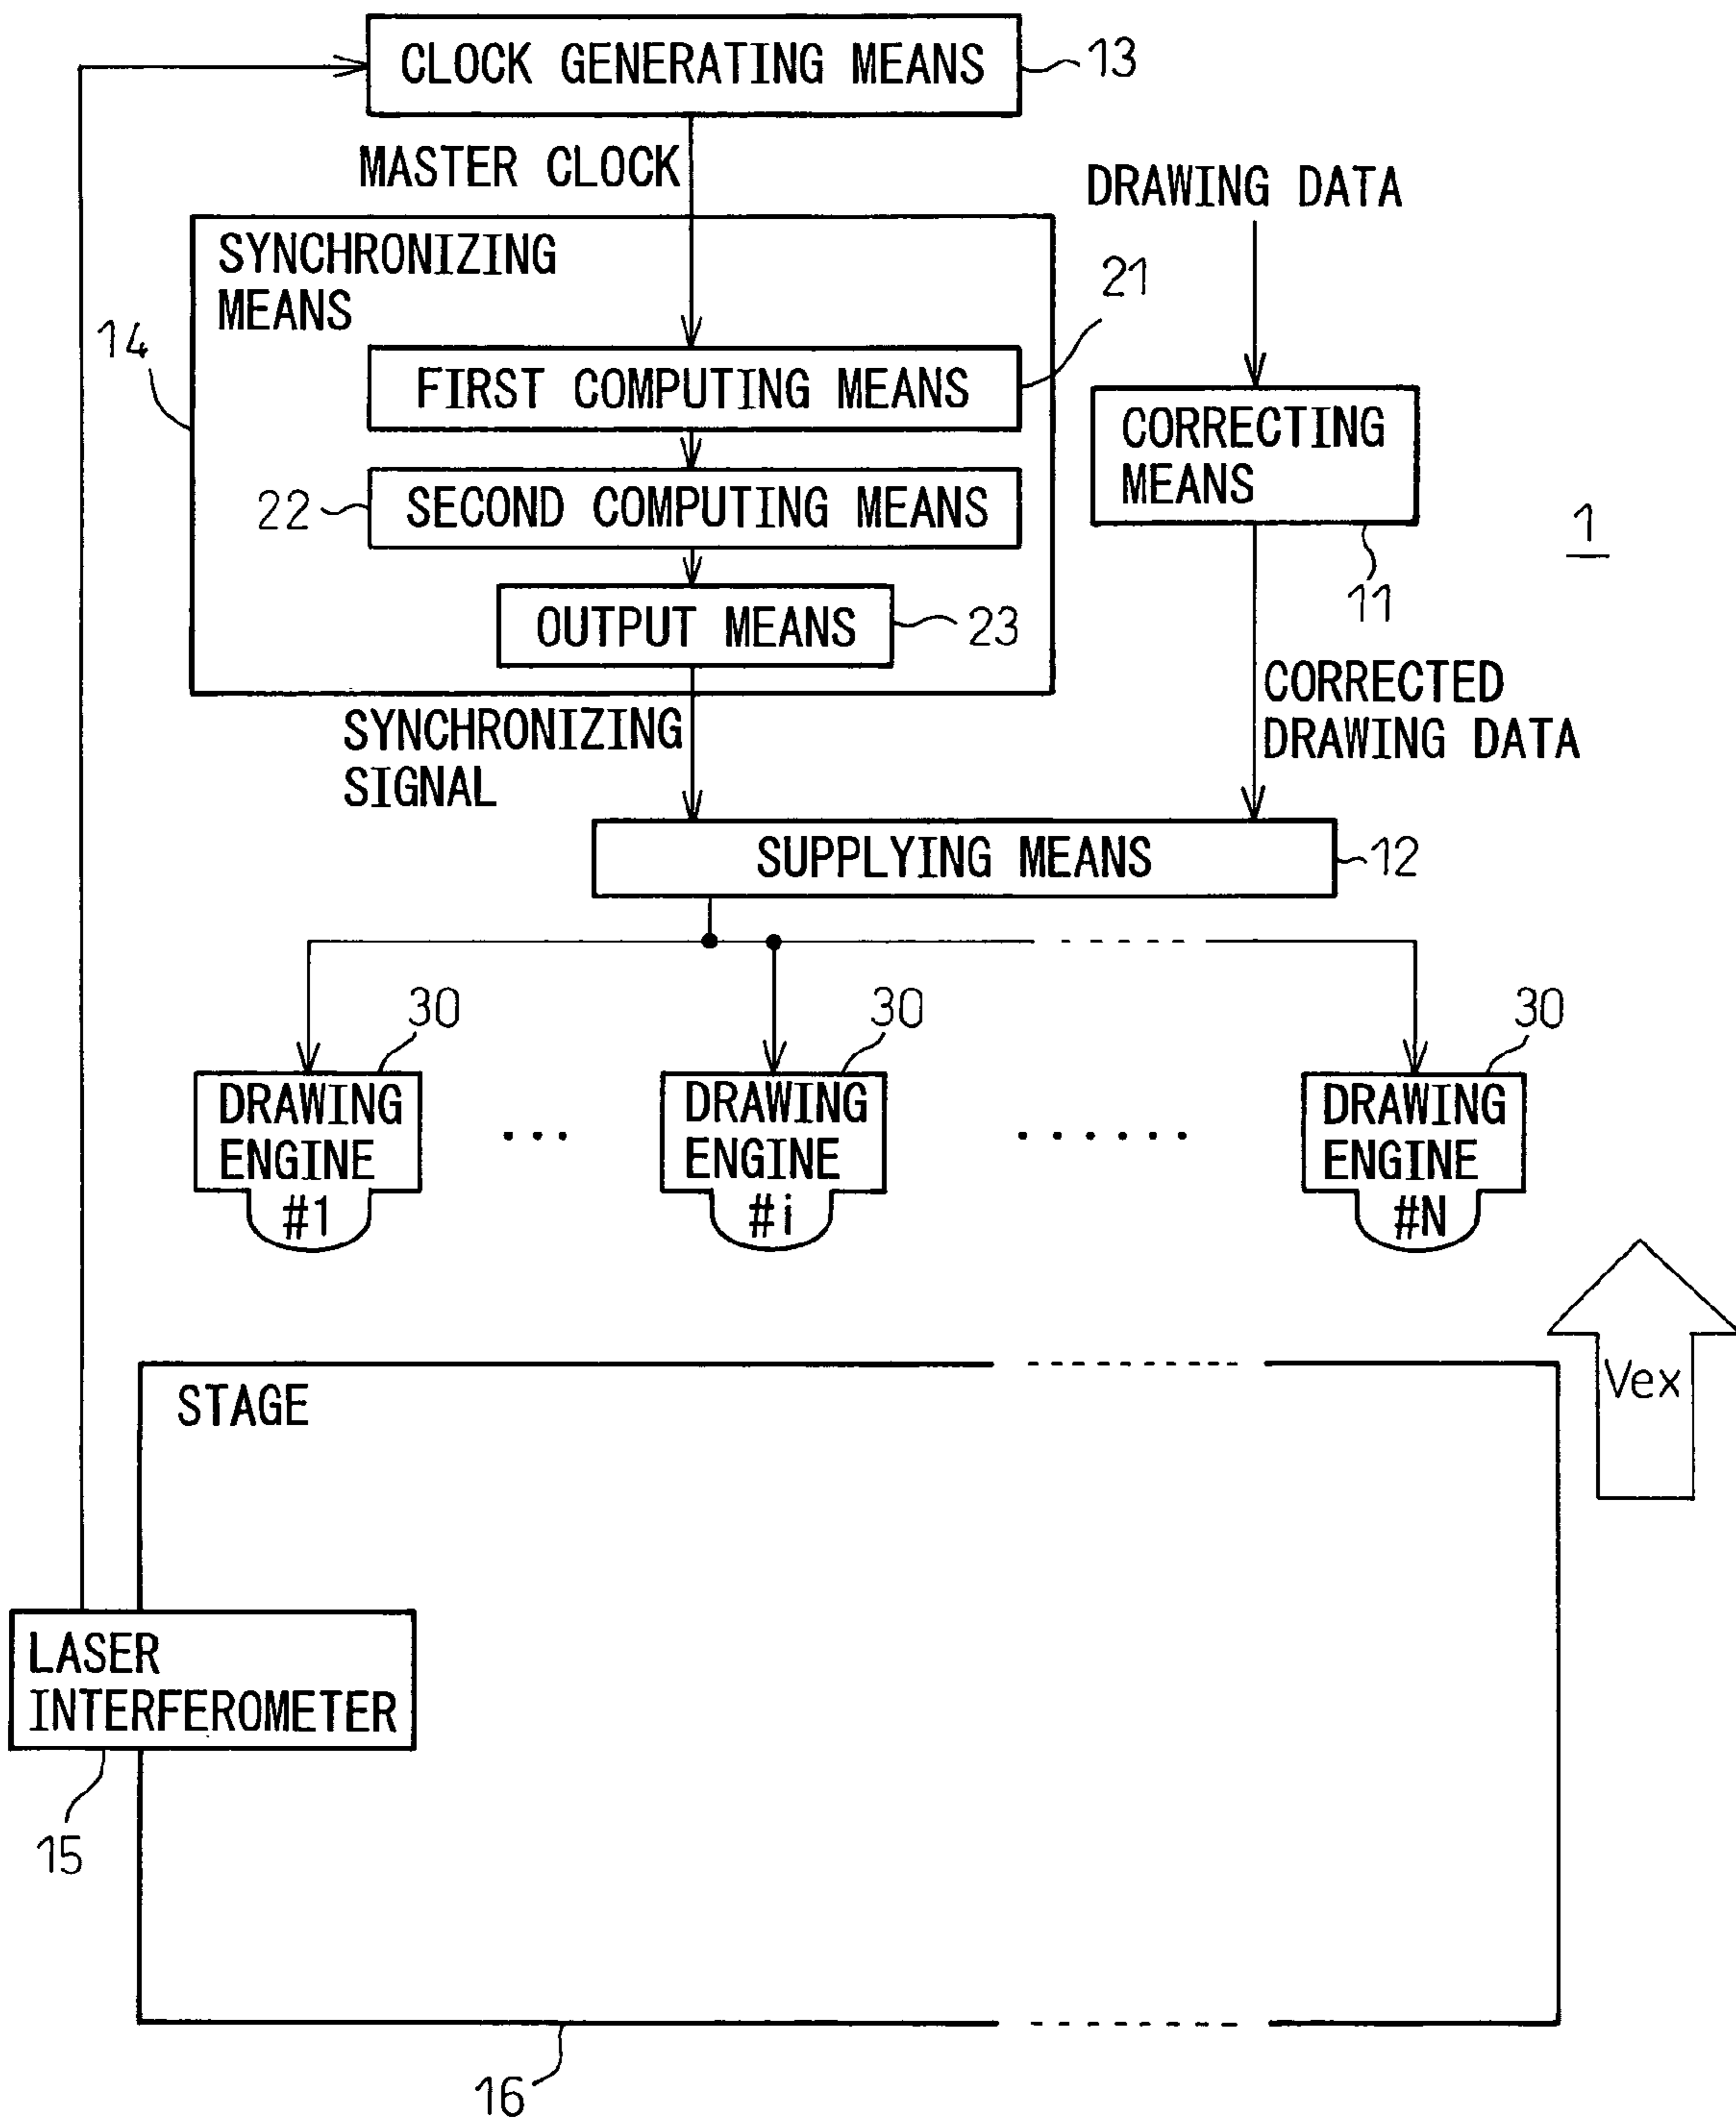 CLOCK GENERATING MEANS
13
MASTER CLOCK
DRAWING DATA
SYNCHRONIZING
MEANS
21
14
FIRST COMPUTING MEANS
CORRECTING
MEANS
22
SECOND COMPUTING MEANS
1
11
OUTPUT MEANS
23
CORRECTED
DRAWING DATA
SYNCHRONIZING
SIGNAL
SUPPLYING MEANS
12
30
30
30
DRAWING
ENGINE
#1
DRAWING
ENGINE
#i
DRAWING
ENGINE
#N
Vex
STAGE
LASER
INTERFEROMETER
15
16